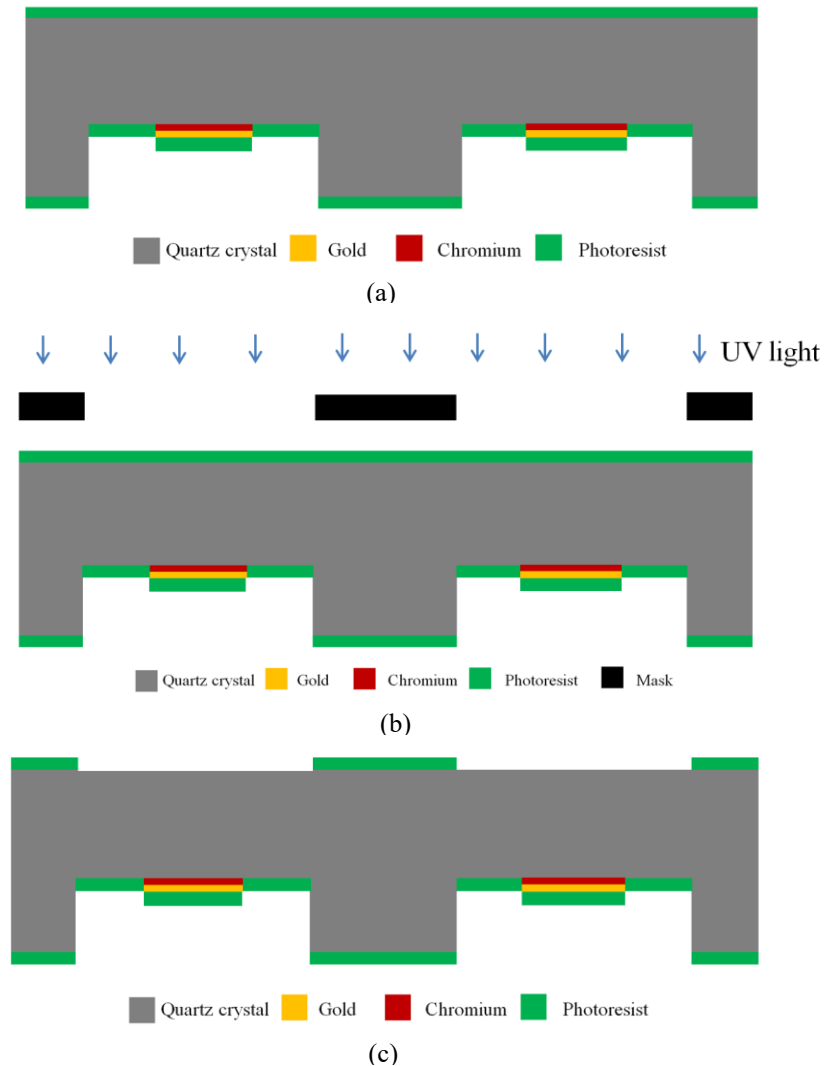 Quartz crystal Gold Chromium Photoresist
(a)
UV light
Quartz crystal Gold Chromium Photoresist Mask
(b)
Quartz crystal Gold Chromium Photoresist
(c)